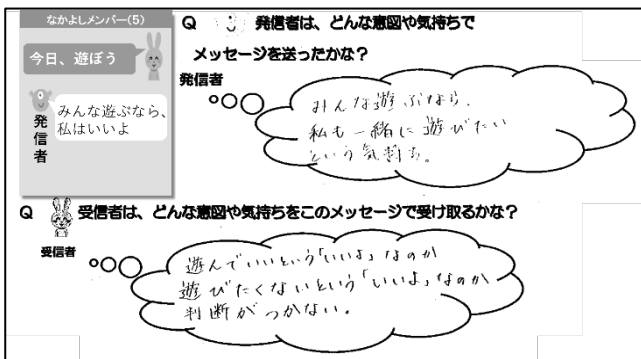 なかよしメンバー(5)
今日、遊ぼう
みんな遊ぶなら、
私はいいよ
発信者
Q 発信者は、どんな意図や気持ちで
メッセージを送ったかな？
発信者
みんな遊ぶなら、
私も一緒に遊びたい
という気持ち。
Q 受信者は、どんな意図や気持ちをこのメッセージで受け取るかな？
受信者
遊んでいいという「いいよ」なのか
遊びたくないという「いいよ」なのか
判断がつかない。